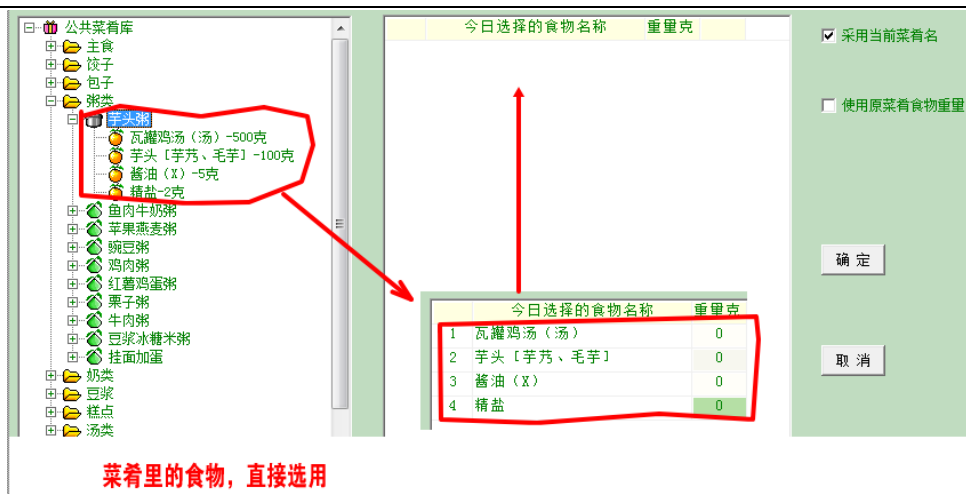 公共菜肴库
主食
饺子
包子
粥类
芋头粥
瓦罐鸡汤（汤）-500克
芋头［芋艿、毛芋］-100克
酱油（X）-5克
精盐-2克
鱼肉牛奶粥
苹果燕麦粥
豌豆粥
鸡肉粥
红薯鸡蛋粥
栗子粥
牛肉粥
豆浆冰糖米粥
挂面加蛋
奶类
豆浆
糕点
汤类
今日选择的食物名称 重量克
今日选择的食物名称 重量克
1 瓦罐鸡汤（汤） 0
2 芋头［芋艿、毛芋］ 0
3 酱油（X） 0
4 精盐 0
采用当前菜肴名
使用原菜肴食物重量
确 定
取 消
菜肴里的食物，直接选用